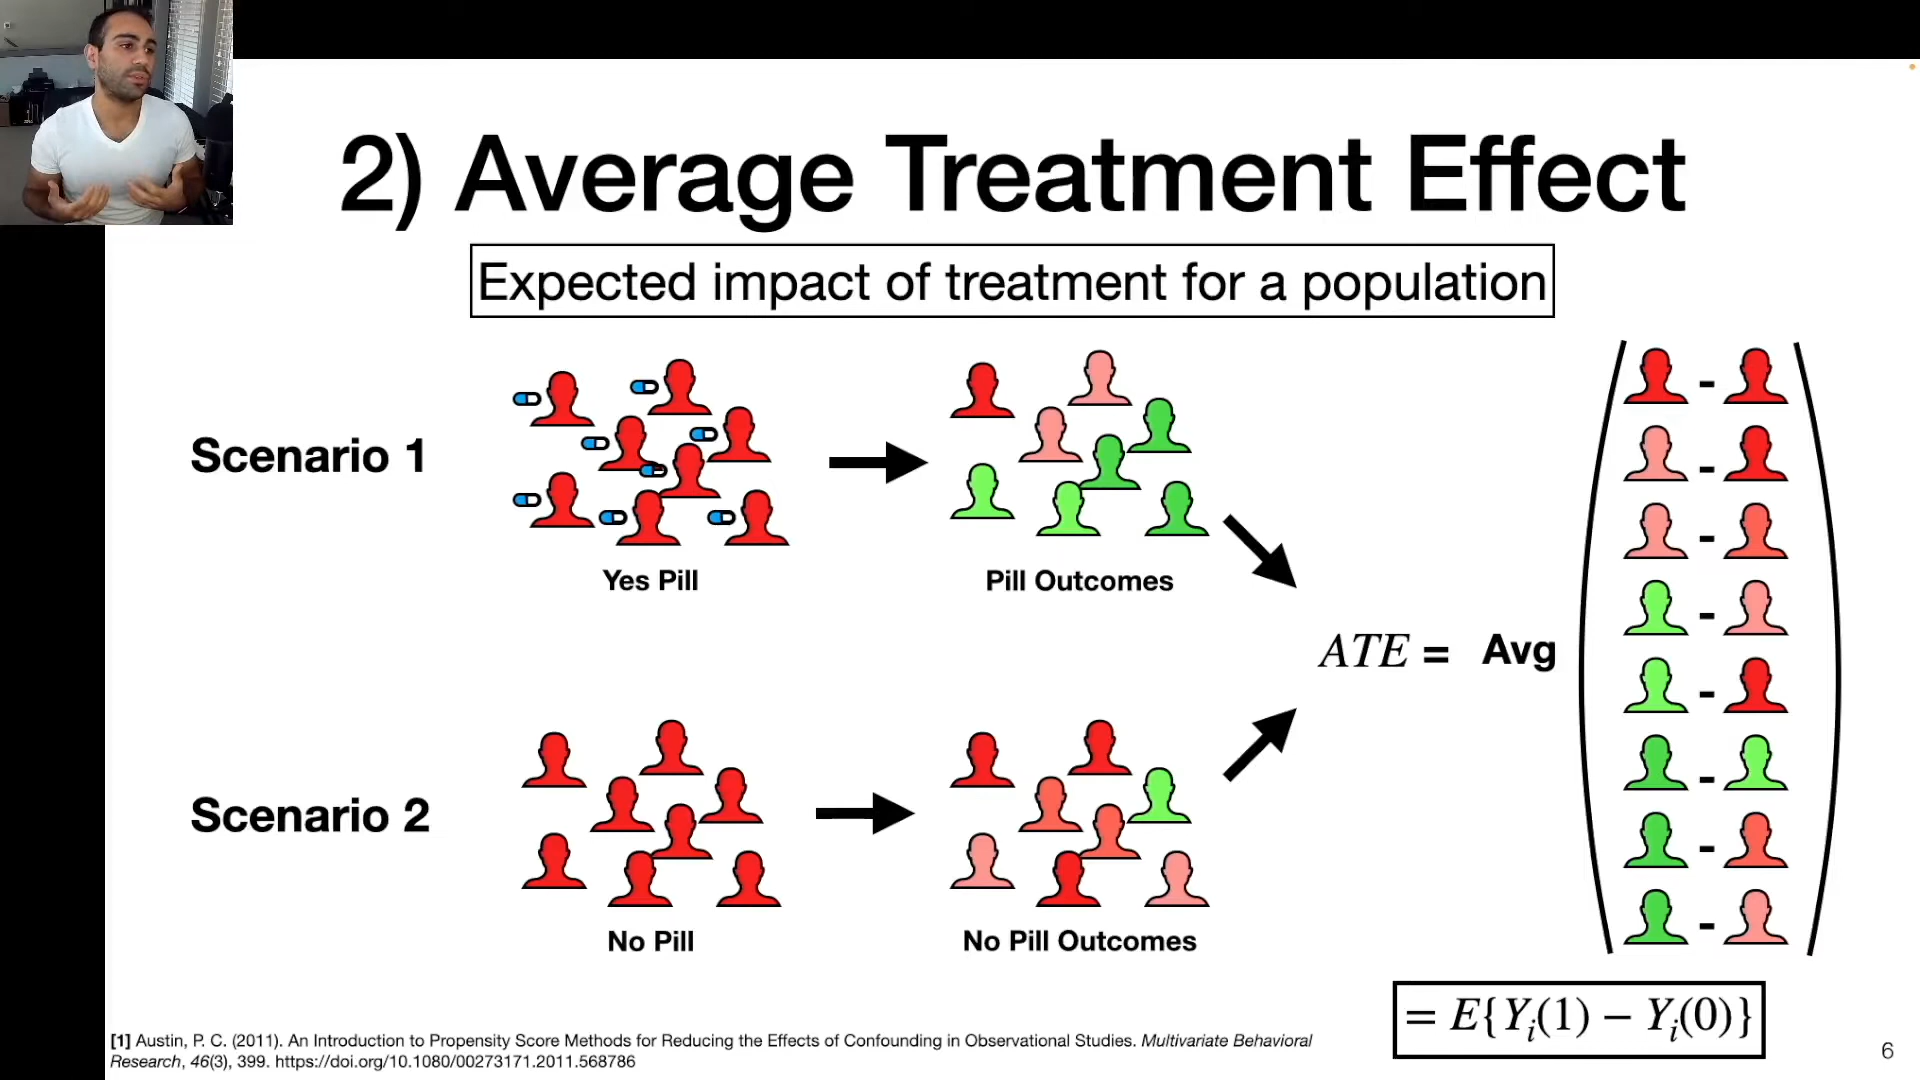 2) Average Treatment Effect
Expected impact of treatment for a population
Scenario 1
Yes Pill
Pill Outcomes
ATE = Avg
-
-
-
-
-
-
-
-
Scenario 2
No Pill
No Pill Outcomes
= E{Yᵢ(1) − Yᵢ(0)}
[1] Austin, P. C. (2011). An Introduction to Propensity Score Methods for Reducing the Effects of Confounding in Observational Studies. Multivariate Behavioral
Research, 46(3), 399. https://doi.org/10.1080/00273171.2011.568786
6